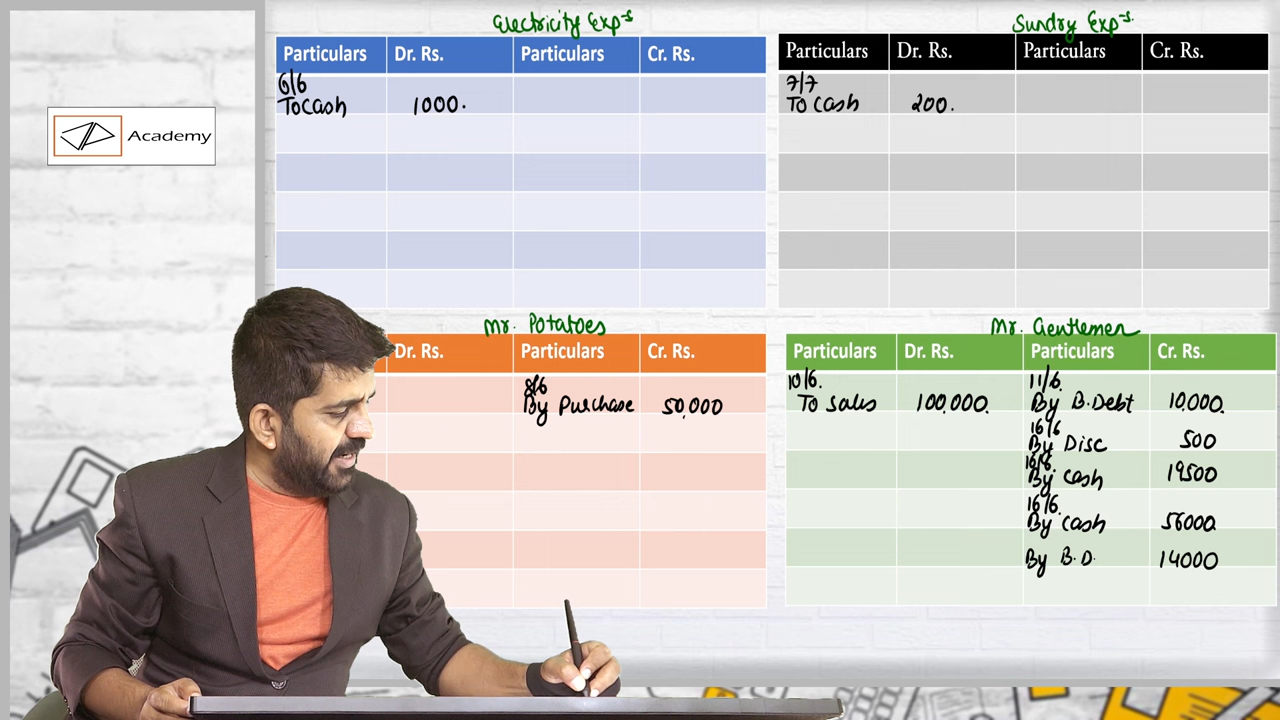 Electricity Exp-s
Particulars Dr. Rs. Particulars Cr. Rs.
6/6
To Cash 1000.
Sundry Exp-s.
Particulars Dr. Rs. Particulars Cr. Rs.
7/7
To Cash 200.
Academy
Mr. Potatoes
Dr. Rs. Particulars Cr. Rs.
8/6
By Purchase 50,000
Mr. Gentlemen
Particulars Dr. Rs. Particulars Cr. Rs.
10/6. 11/6.
To Sales 100,000. By B.Debt 10,000.
16/6
By Disc 500
16/6.
By Cash 19500
16/6.
By Cash 56000
By B.D. 14000